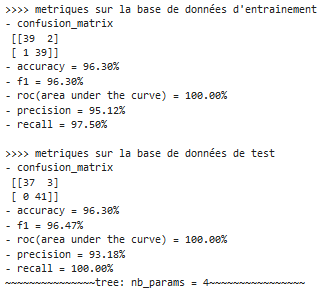 >>>> metriques sur la base de données d'entrainement
- confusion_matrix
[[39  2]
[ 1 39]]
- accuracy = 96.30%
- f1 = 96.30%
- roc(area under the curve) = 100.00%
- precision = 95.12%
- recall = 97.50%
>>>> metriques sur la base de données de test
- confusion_matrix
[[37  3]
[ 0 41]]
- accuracy = 96.30%
- f1 = 96.47%
- roc(area under the curve) = 100.00%
- precision = 93.18%
- recall = 100.00%
~~~~~~~~~~~~~~~tree: nb_params = 4~~~~~~~~~~~~~~~~